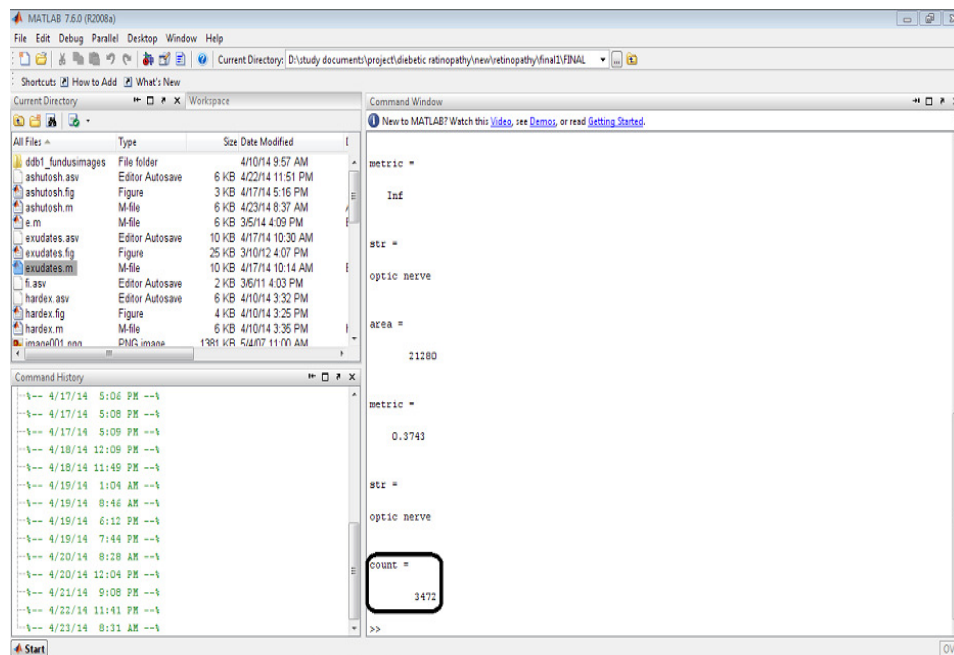 MATLAB 7.6.0 (R2008a)
File Edit Debug Parallel Desktop Window Help
Current Directory: D:\study documents\project\diebetic ratinopathy\new\retinopathy\final1\FINAL
Shortcuts How to Add What's New
Current Directory Workspace
All Files Type Size Date Modified
ddb1_fundusimages File folder 4/10/14 9:57 AM
ashutosh.asv Editor Autosave 6 KB 4/22/14 11:51 PM
ashutosh.fig Figure 3 KB 4/17/14 5:16 PM
ashutosh.m M-file 6 KB 4/23/14 8:37 AM
e.m M-file 6 KB 3/5/14 4:09 PM
exudates.asv Editor Autosave 10 KB 4/17/14 10:30 AM
exudates.fig Figure 25 KB 3/10/12 4:07 PM
exudates.m M-file 10 KB 4/17/14 10:14 AM
fi.asv Editor Autosave 2 KB 3/6/11 4:03 PM
hardex.asv Editor Autosave 6 KB 4/10/14 3:32 PM
hardex.fig Figure 4 KB 4/10/14 3:25 PM
hardex.m M-file 6 KB 4/10/14 3:35 PM
image001.png PNG image 1381 KB 5/4/07 11:00 AM
Command History
%-- 4/17/14 5:06 PM --%
%-- 4/17/14 5:08 PM --%
%-- 4/17/14 5:09 PM --%
%-- 4/18/14 12:09 PM --%
%-- 4/18/14 11:49 PM --%
%-- 4/19/14 1:04 AM --%
%-- 4/19/14 8:46 AM --%
%-- 4/19/14 6:12 PM --%
%-- 4/19/14 7:44 PM --%
%-- 4/20/14 8:28 AM --%
%-- 4/20/14 12:04 PM --%
%-- 4/21/14 9:08 PM --%
%-- 4/22/14 11:41 PM --%
%-- 4/23/14 8:31 AM --%
Command Window
New to MATLAB? Watch this Video, see Demos, or read Getting Started.
metric =
Inf
str =
optic nerve
area =
21280
metric =
0.3743
str =
optic nerve
count =
3472
>>
Start